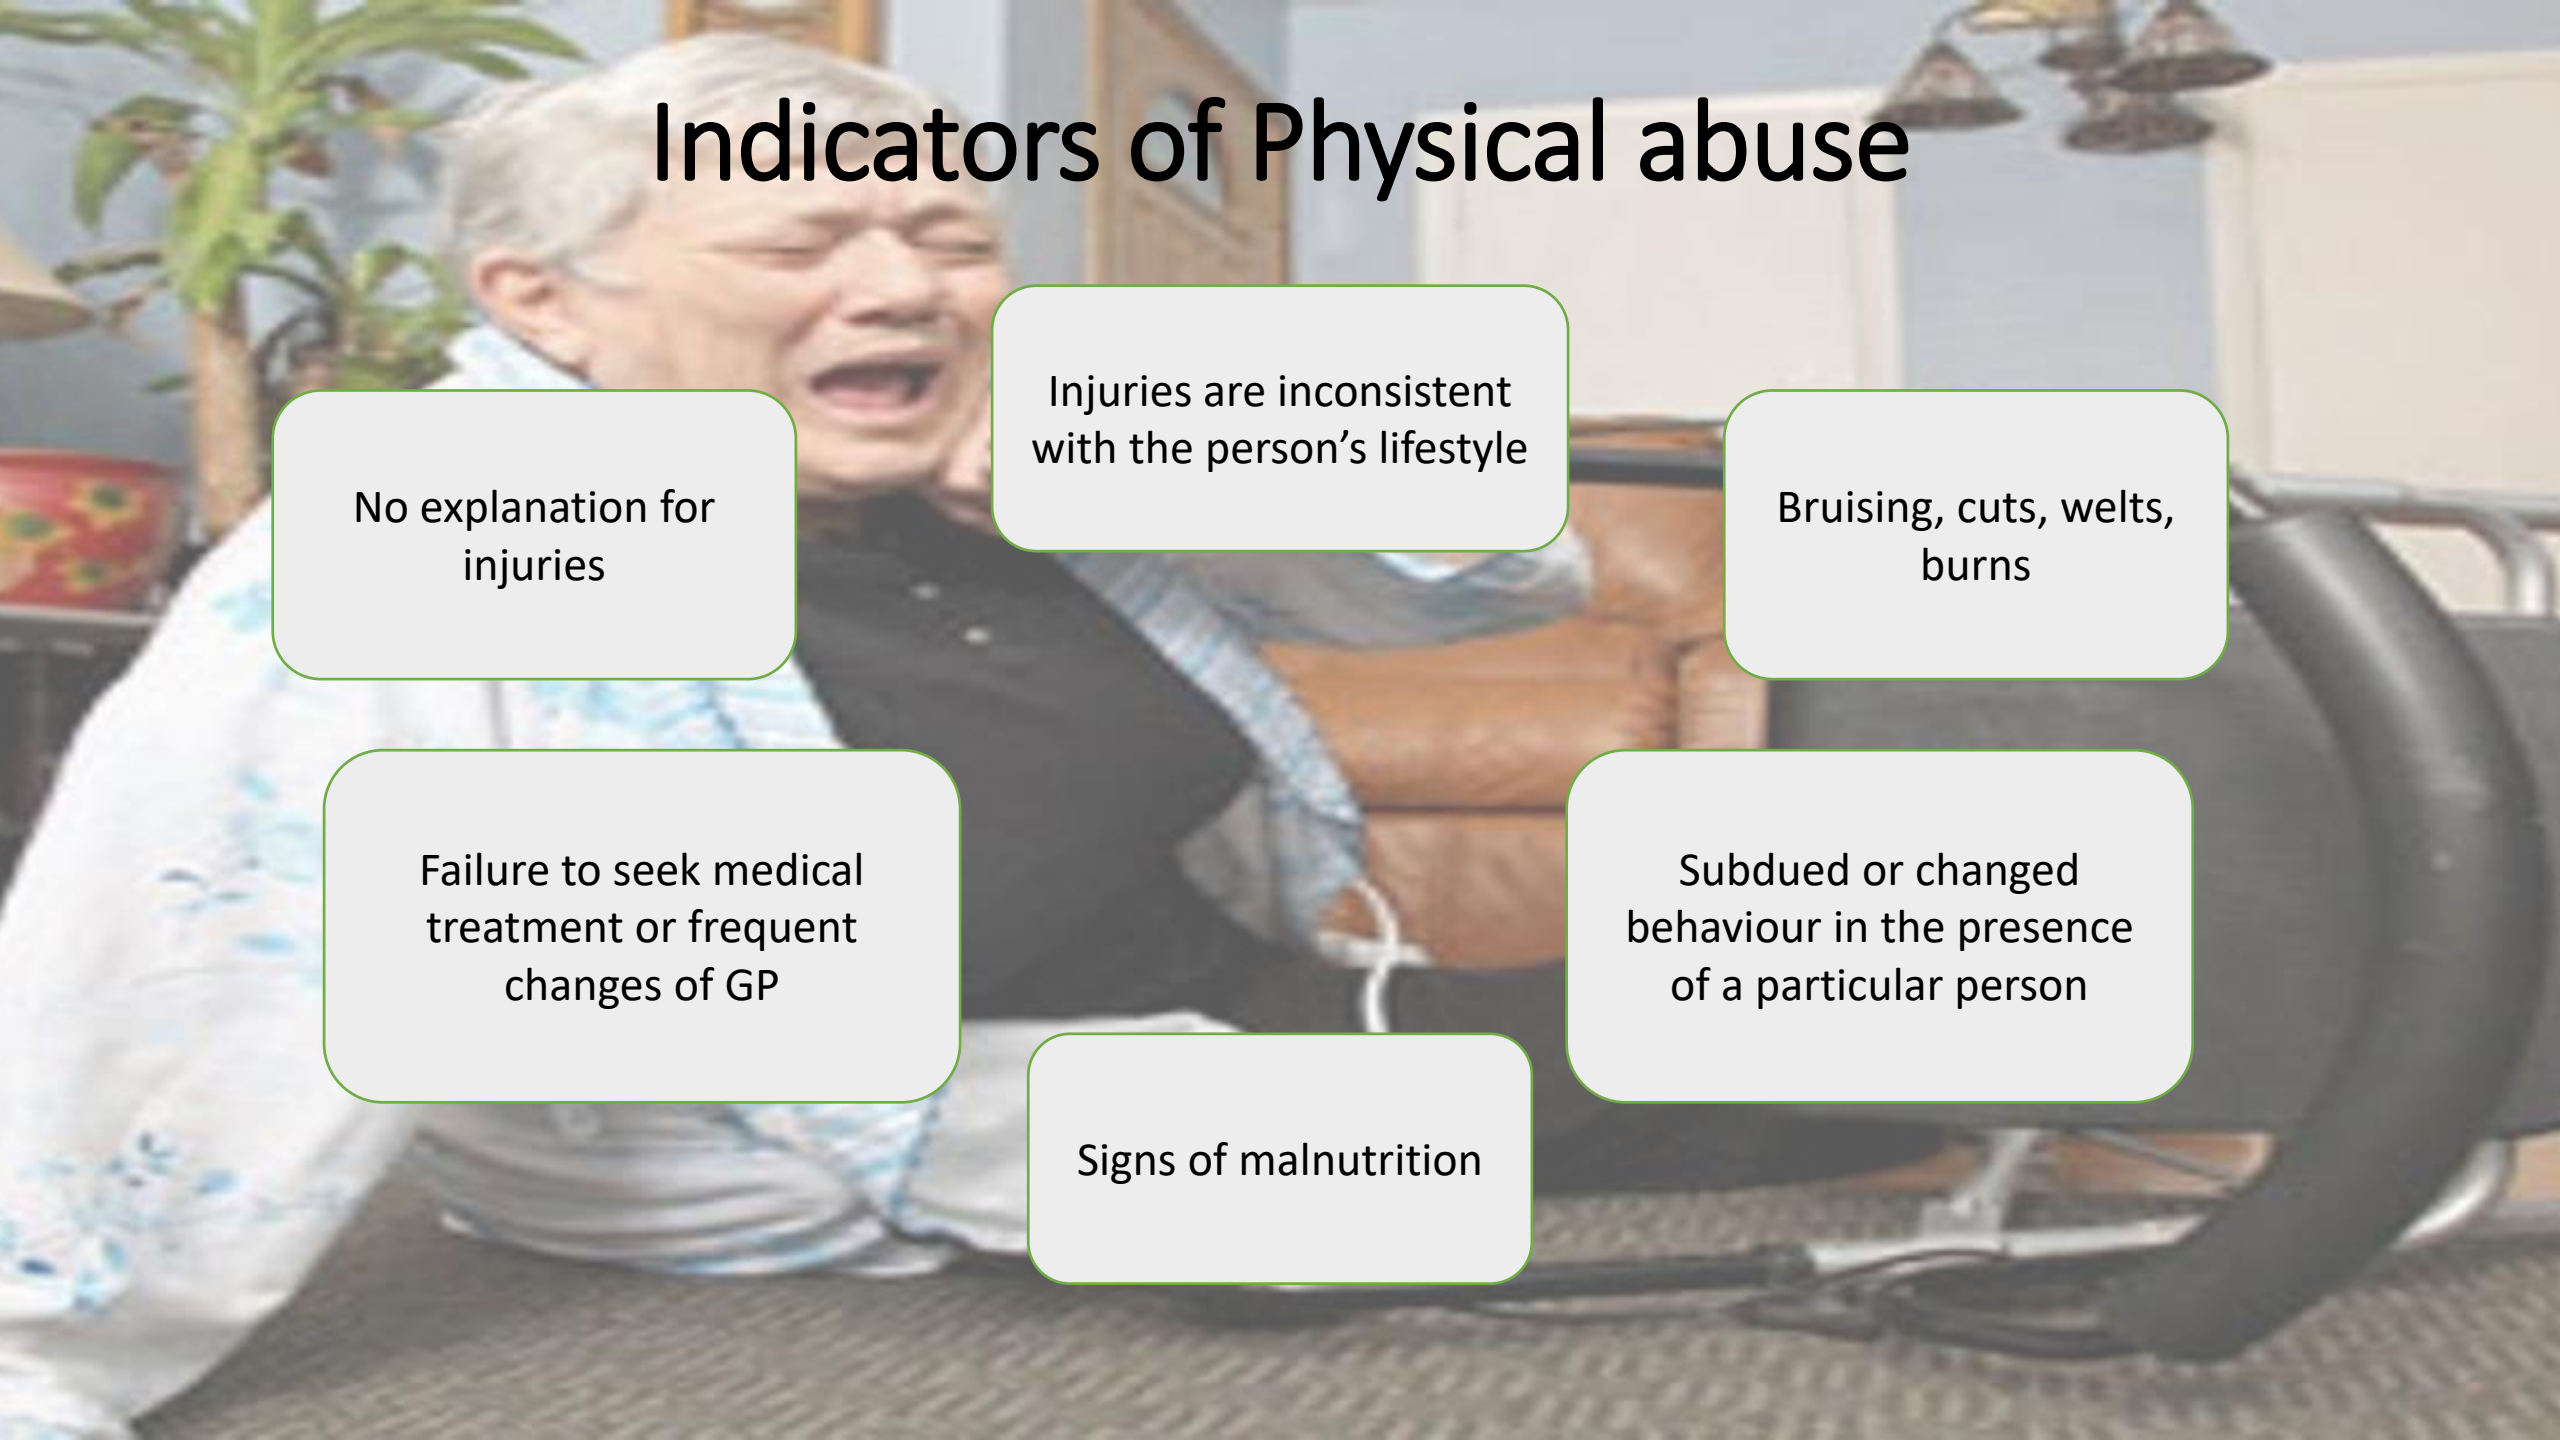 Indicators of Physical abuse
Injuries are inconsistent
with the person’s lifestyle
No explanation for
injuries
Bruising, cuts, welts,
burns
Failure to seek medical
treatment or frequent
changes of GP
Subdued or changed
behaviour in the presence
of a particular person
Signs of malnutrition